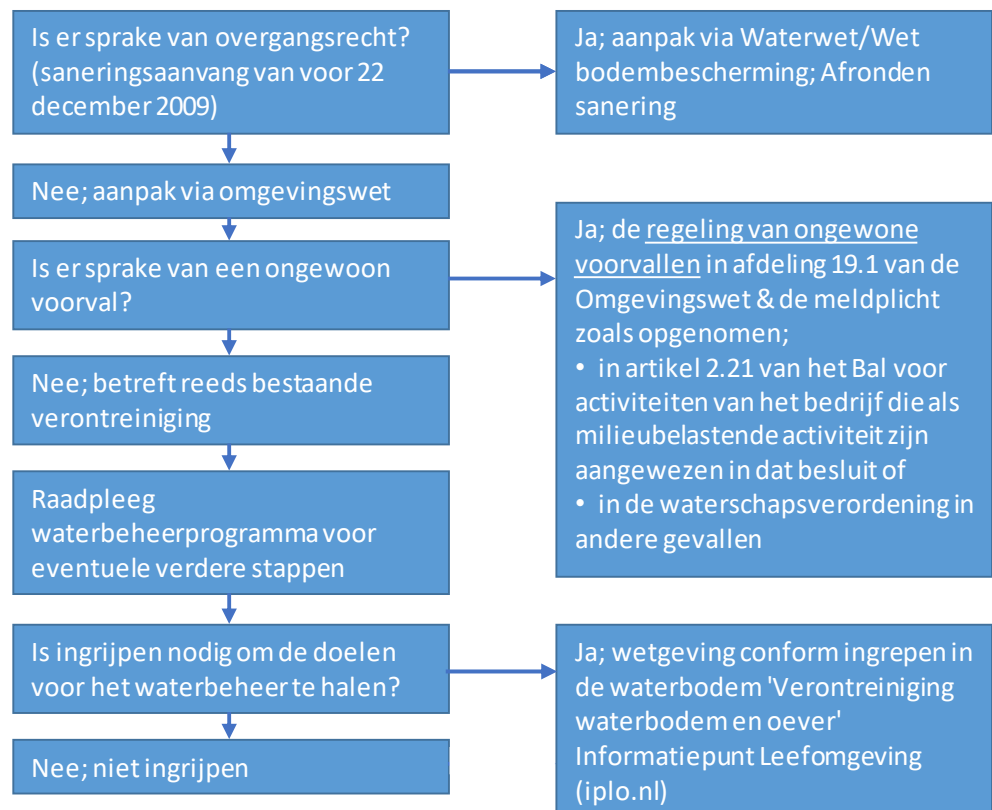 Is er sprake van overgangsrecht?
(saneringsaanvang van voor 22
december 2009)
Ja; aanpak via Waterwet/Wet
bodembescherming; Afronden
sanering
Nee; aanpak via omgevingswet
Is er sprake van een ongewoon
voorval?
Ja; de regeling van ongewone
voorvallen in afdeling 19.1 van de
Omgevingswet & de meldplicht
zoals opgenomen;
• in artikel 2.21 van het Bal voor
activiteiten van het bedrijf die als
milieubelastende activiteit zijn
aangewezen in dat besluit of
• in de waterschapsverordening in
andere gevallen
Nee; betreft reeds bestaande
verontreiniging
Raadpleeg
waterbeheerprogramma voor
eventuele verdere stappen
Is ingrijpen nodig om de doelen
voor het waterbeheer te halen?
Ja; wetgeving conform ingrepen in
de waterbodem 'Verontreiniging
waterbodem en oever'
Informatiepunt Leefomgeving
(iplo.nl)
Nee; niet ingrijpen